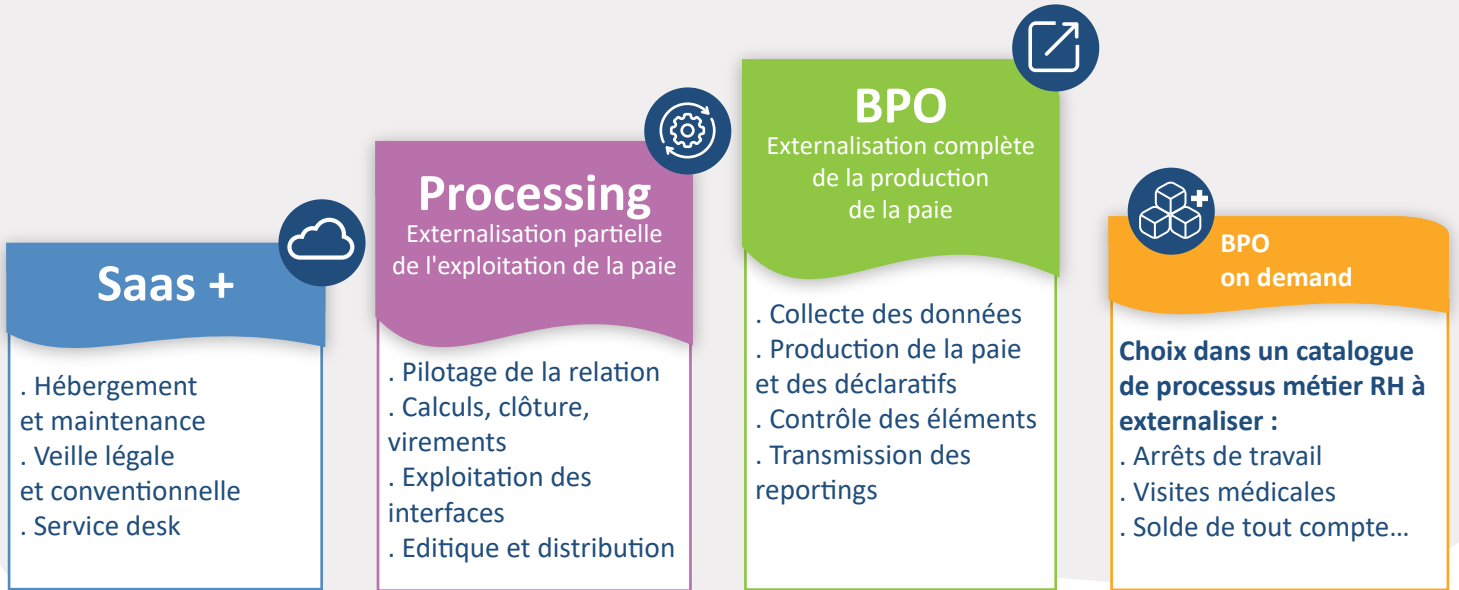 Saas +
. Hébergement
et maintenance
. Veille légale
et conventionnelle
. Service desk
Processing
Externalisation partielle
de l'exploitation de la paie
. Pilotage de la relation
. Calculs, clôture,
virements
. Exploitation des
interfaces
. Editique et distribution
BPO
Externalisation complète
de la production
de la paie
. Collecte des données
. Production de la paie
et des déclaratifs
. Contrôle des éléments
. Transmission des
reportings
BPO
on demand
Choix dans un catalogue
de processus métier RH à
externaliser :
. Arrêts de travail
. Visites médicales
. Solde de tout compte…